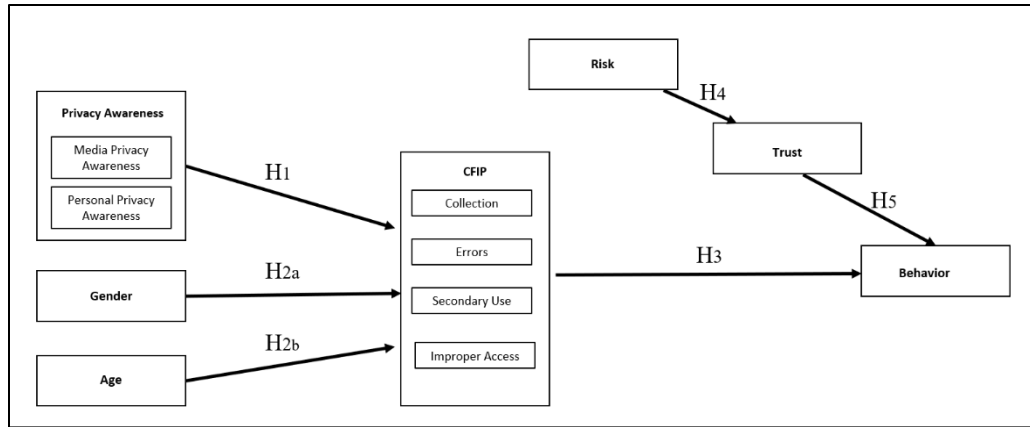 Privacy Awareness
Media Privacy
Awareness
Personal Privacy
Awareness
Gender
Age
H1
H2a
H2b
CFIP
Collection
Errors
Secondary Use
Improper Access
H3
Risk
H4
Trust
H5
Behavior